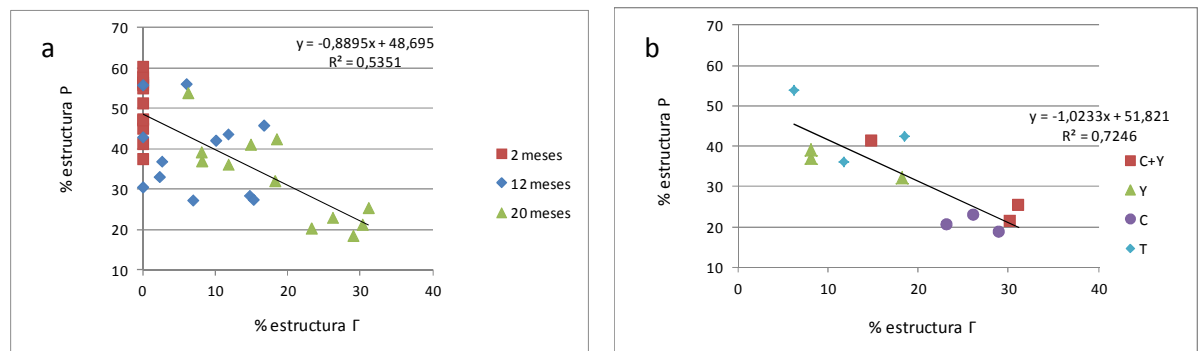 a
y = -0,8895x + 48,695
R² = 0,5351
70
60
50
40
30
20
10
% estructura P
0
10
20
30
40
% estructura Γ
2 meses
12 meses
20 meses
b
y = -1,0233x + 51,821
R² = 0,7246
70
60
50
40
30
20
10
% estructura P
0
10
20
30
40
% estructura Γ
C+Y
Y
C
T